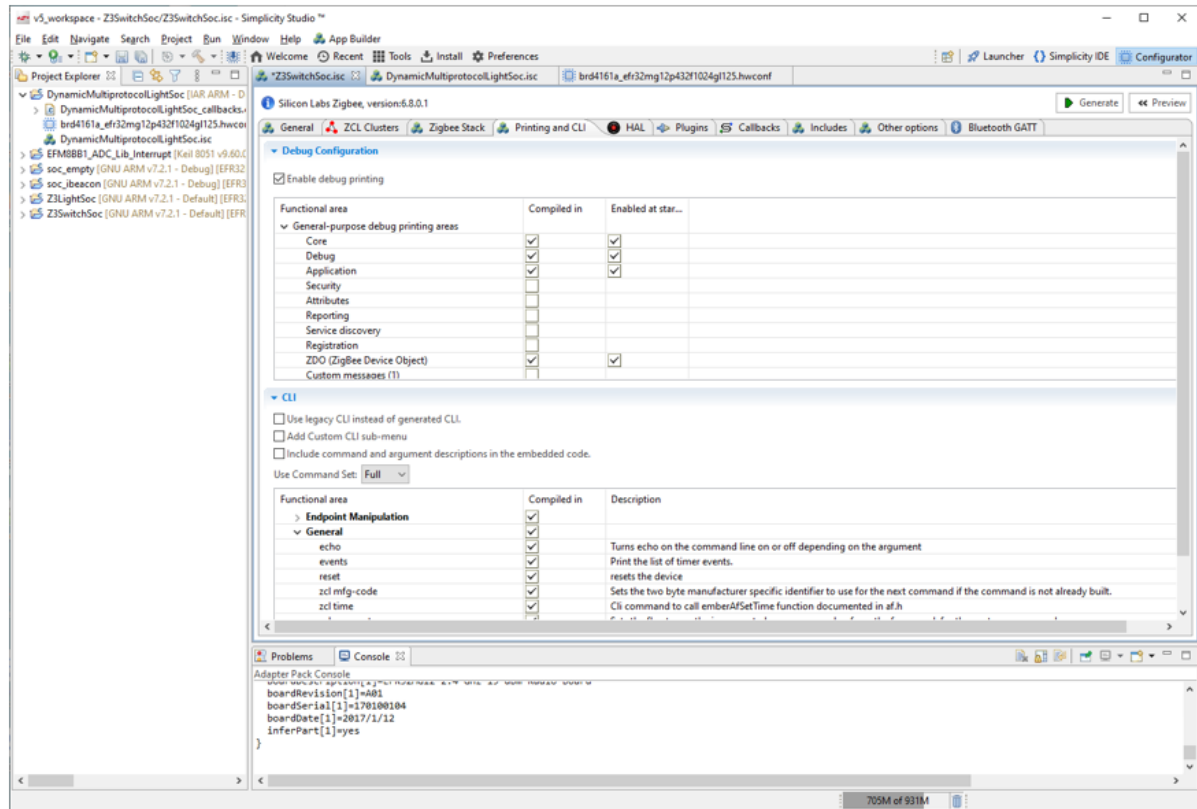 v5_workspace - Z3SwitchSoc/Z3SwitchSoc.isc - Simplicity Studio ™
File Edit Navigate Search Project Run Window Help App Builder
Welcome Recent Tools Install Preferences
Launcher Simplicity IDE Configurator
Project Explorer
DynamicMultiprotocolLightSoc [IAR ARM - D
DynamicMultiprotocolLightSoc_callbacks.
brd4161a_efr32mg12p432f1024gl125.hwcor
DynamicMultiprotocolLightSoc.isc
EFM8BB1_ADC_Lib_Interrupt [Keil 8051 v9.60.0
soc_empty [GNU ARM v7.2.1 - Debug] [EFR32
soc_ibeacon [GNU ARM v7.2.1 - Debug] [EFR3
Z3LightSoc [GNU ARM v7.2.1 - Default] [EFR3
Z3SwitchSoc [GNU ARM v7.2.1 - Default] [EFR
*Z3SwitchSoc.isc DynamicMultiprotocolLightSoc.isc brd4161a_efr32mg12p432f1024gl125.hwconf
Silicon Labs Zigbee, version:6.8.0.1
Generate << Preview
General ZCL Clusters Zigbee Stack Printing and CLI HAL Plugins Callbacks Includes Other options Bluetooth GATT
Debug Configuration
Enable debug printing
Functional area Compiled in Enabled at star...
General-purpose debug printing areas
Core
Debug
Application
Security
Attributes
Reporting
Service discovery
Registration
ZDO (ZigBee Device Object)
Custom messages (1)
CLI
Use legacy CLI instead of generated CLI.
Add Custom CLI sub-menu
Include command and argument descriptions in the embedded code.
Use Command Set: Full
Functional area Compiled in Description
Endpoint Manipulation
General
echo Turns echo on the command line on or off depending on the argument
events Print the list of timer events.
reset resets the device
zcl mfg-code Sets the two byte manufacturer specific identifier to use for the next command if the command is not already built.
zcl time Cli command to call emberAfSetTime function documented in af.h
Problems Console
Adapter Pack Console
boardRevision[1]=A01
boardSerial[1]=170100104
boardDate[1]=2017/1/12
inferPart[1]=yes
}
705M of 931M